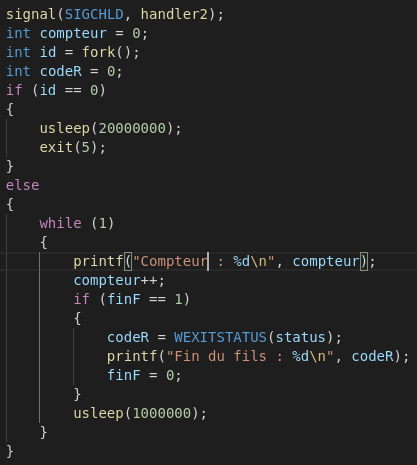 signal(SIGCHLD, handler2);
int compteur = 0;
int id = fork();
int codeR = 0;
if (id == 0)
{
    usleep(20000000);
    exit(5);
}
else
{
    while (1)
    {
        printf("Compteur : %d\n", compteur);
        compteur++;
        if (finF == 1)
        {
            codeR = WEXITSTATUS(status);
            printf("Fin du fils : %d\n", codeR);
            finF = 0;
        }
        usleep(1000000);
    }
}